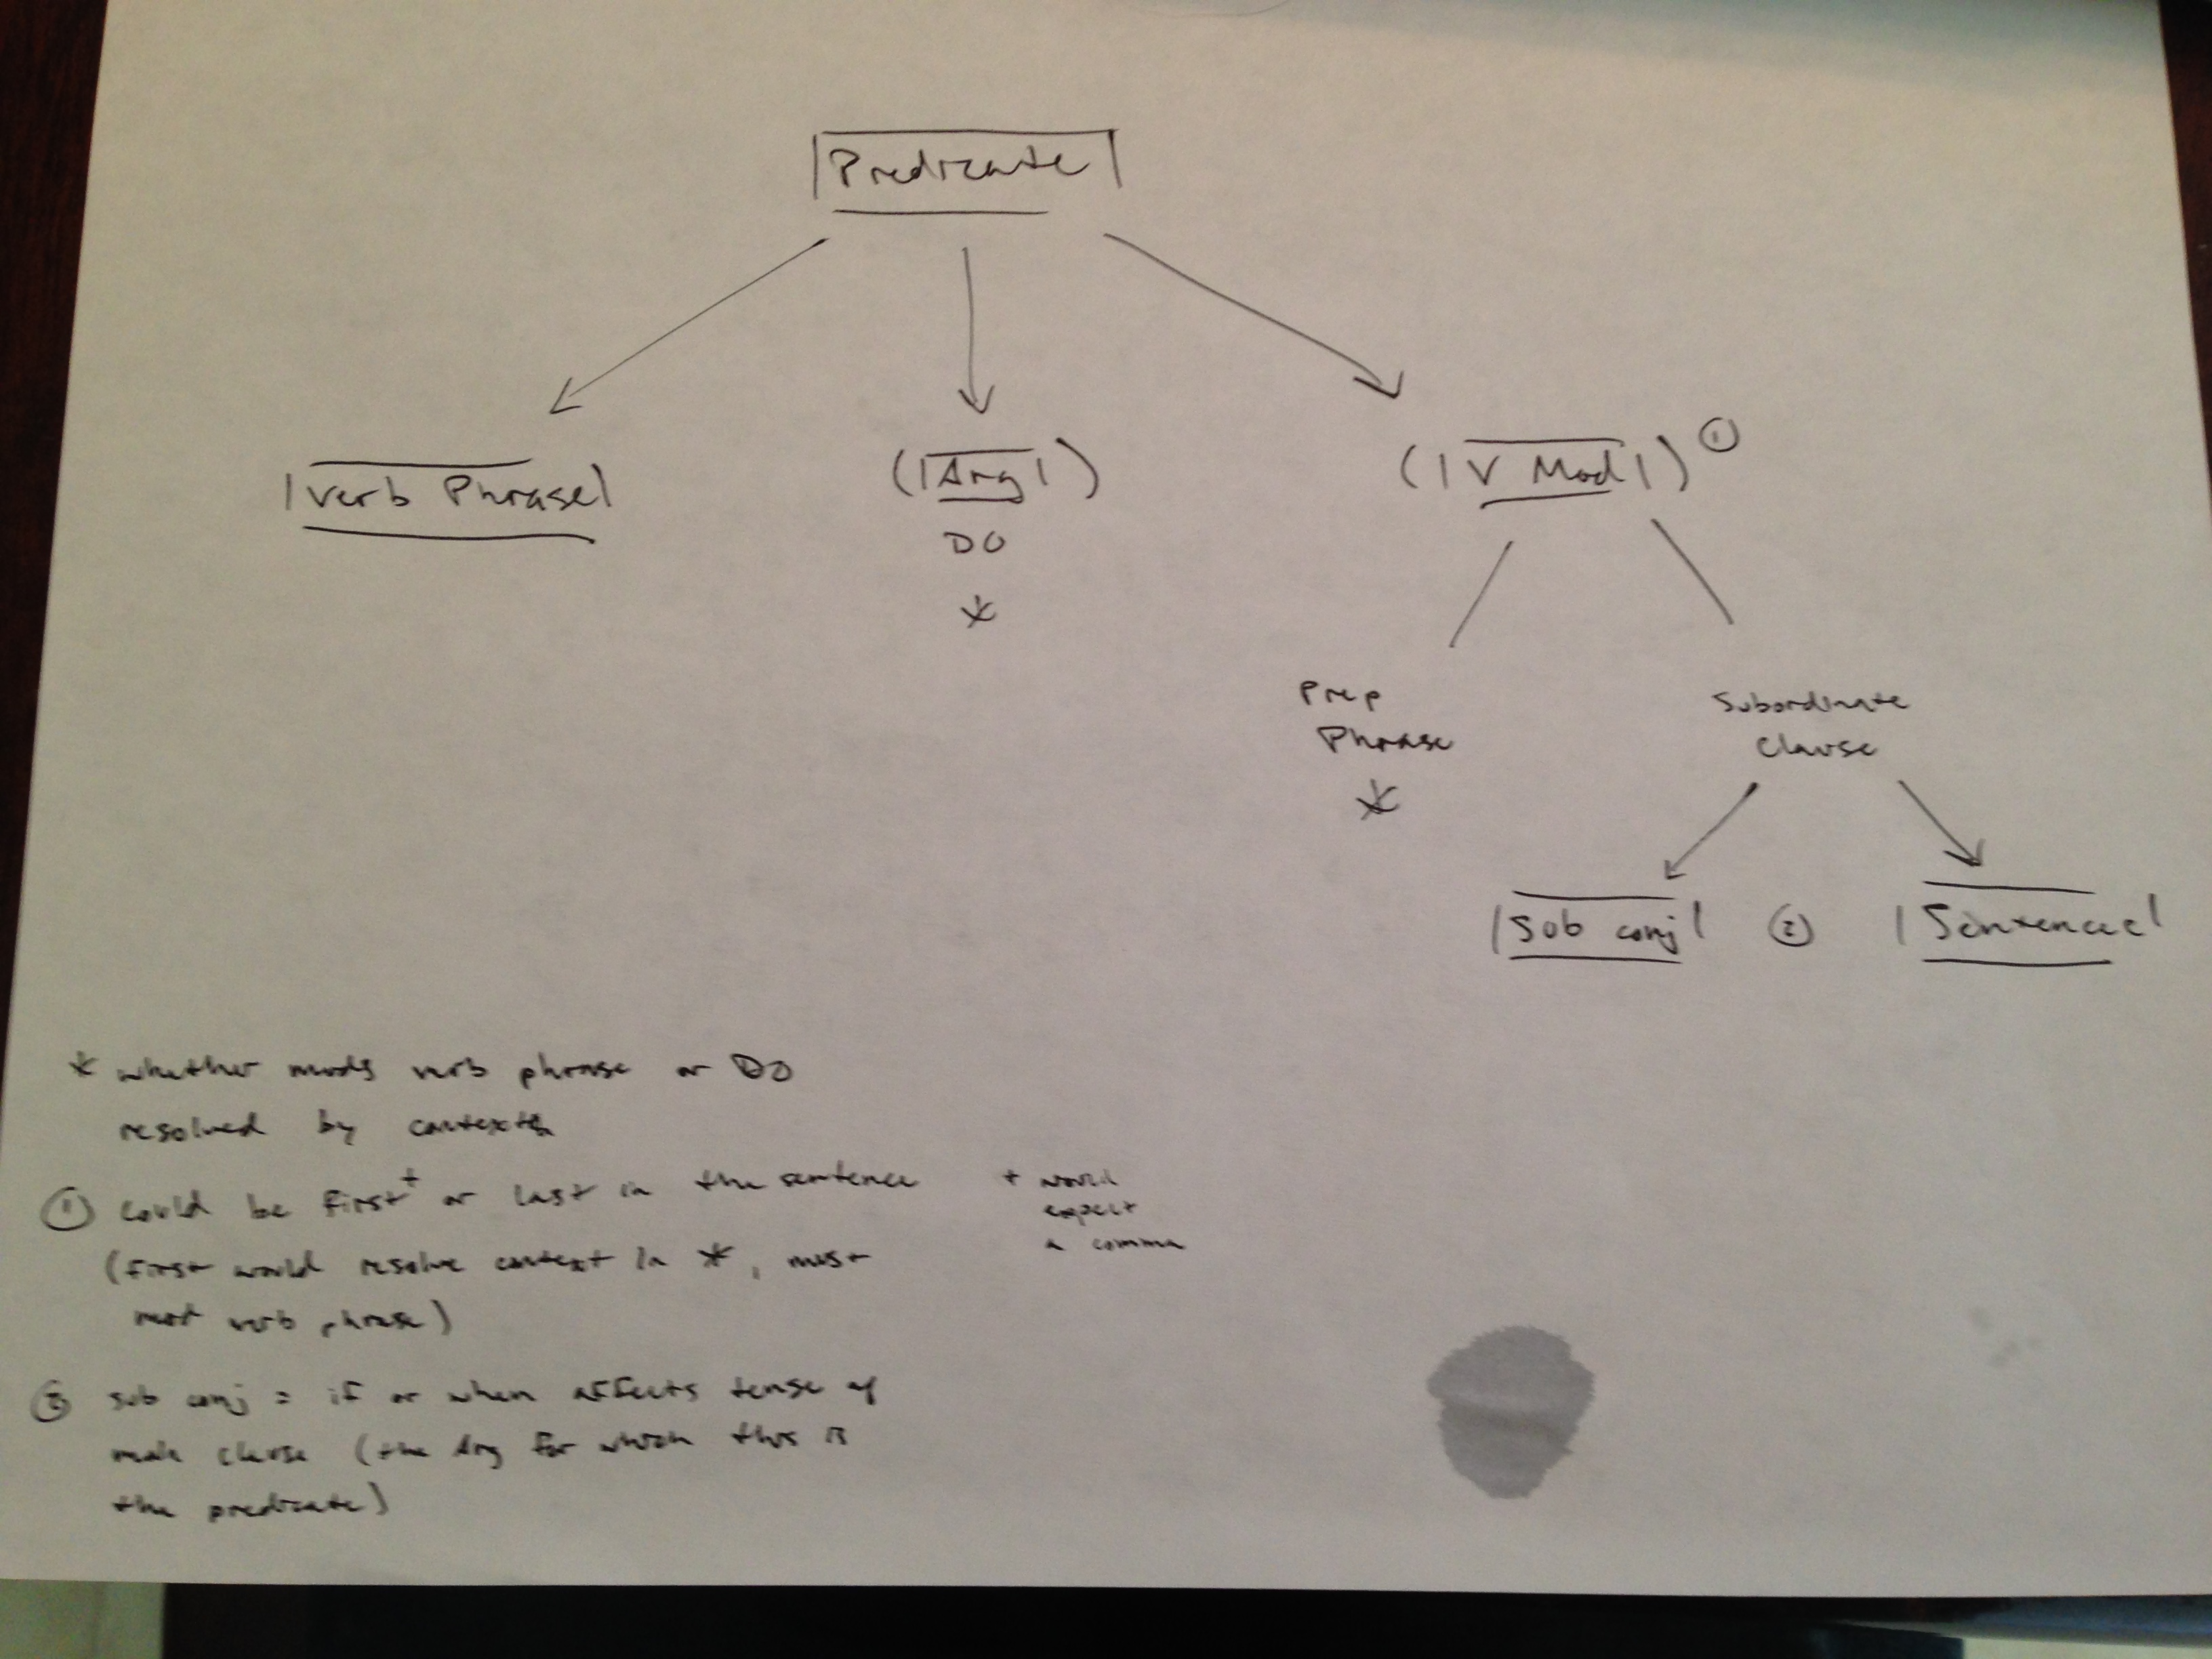 Predicate
Verb Phrase
(Arg)
DO
*
(V Mod) ①
Prep
Phrase
*
Subordinate
Clause
Sub conj
②
Sentence
* whether mods verb phrase or DO
resolved by context
① could be first+ or last in the sentence
(first would resolve context in *, must
verb phrase)
+ would
expect
a comma
② sub conj = if or when affects tense of
main clause (the Arg for which this is
the predicate)